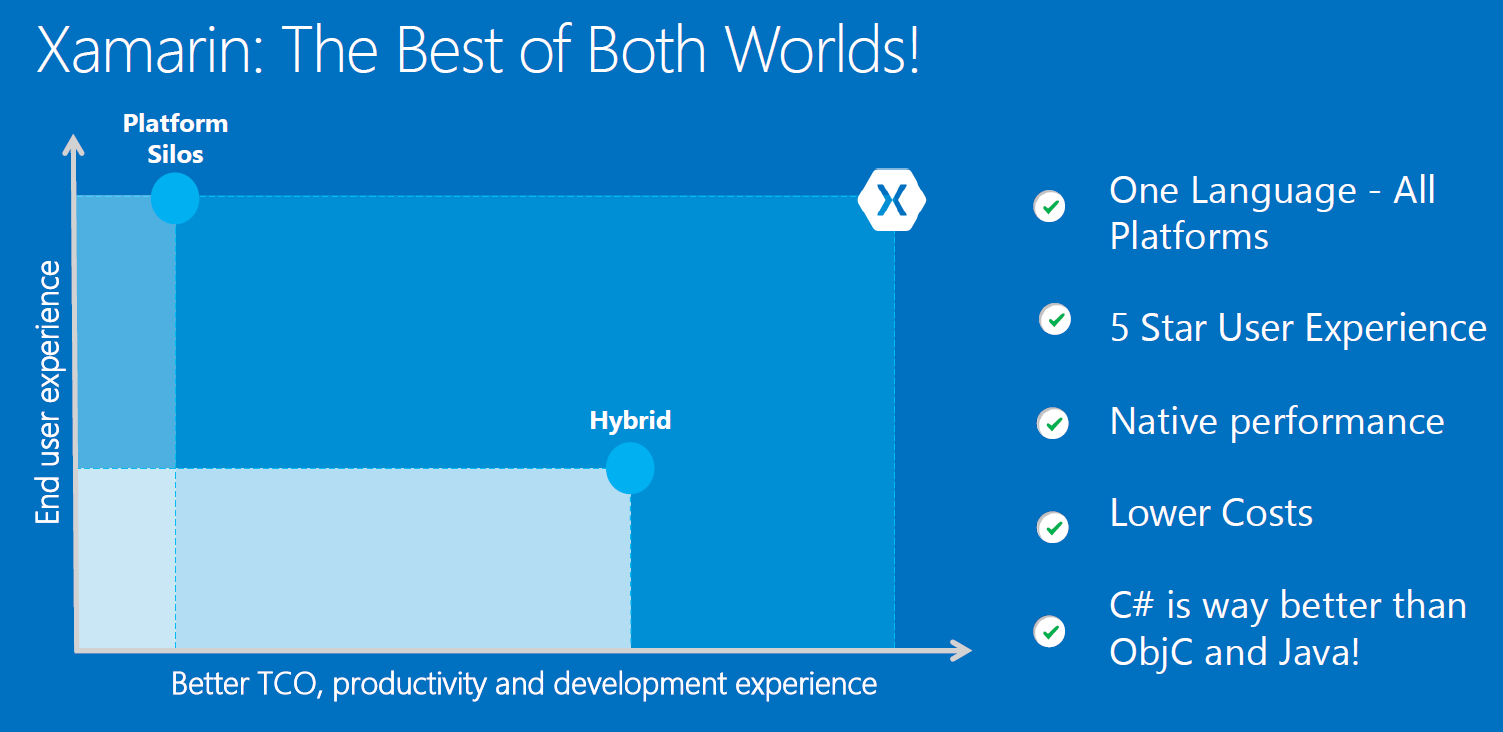 Xamarin: The Best of Both Worlds!
Platform
Silos
End user experience
X
Hybrid
Better TCO, productivity and development experience
One Language - All
Platforms
5 Star User Experience
Native performance
Lower Costs
C# is way better than
ObjC and Java!